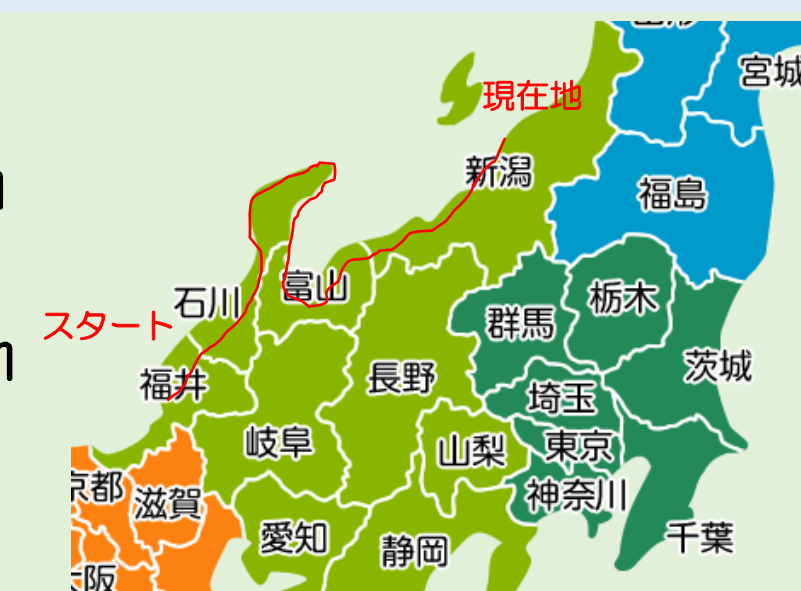 宮城
現在地
新潟
福島
富山
石川
栃木
群馬
スタート
茨城
福井
長野
埼玉
岐阜
山梨
東京
京都
滋賀
神奈川
愛知
静岡
千葉
大阪